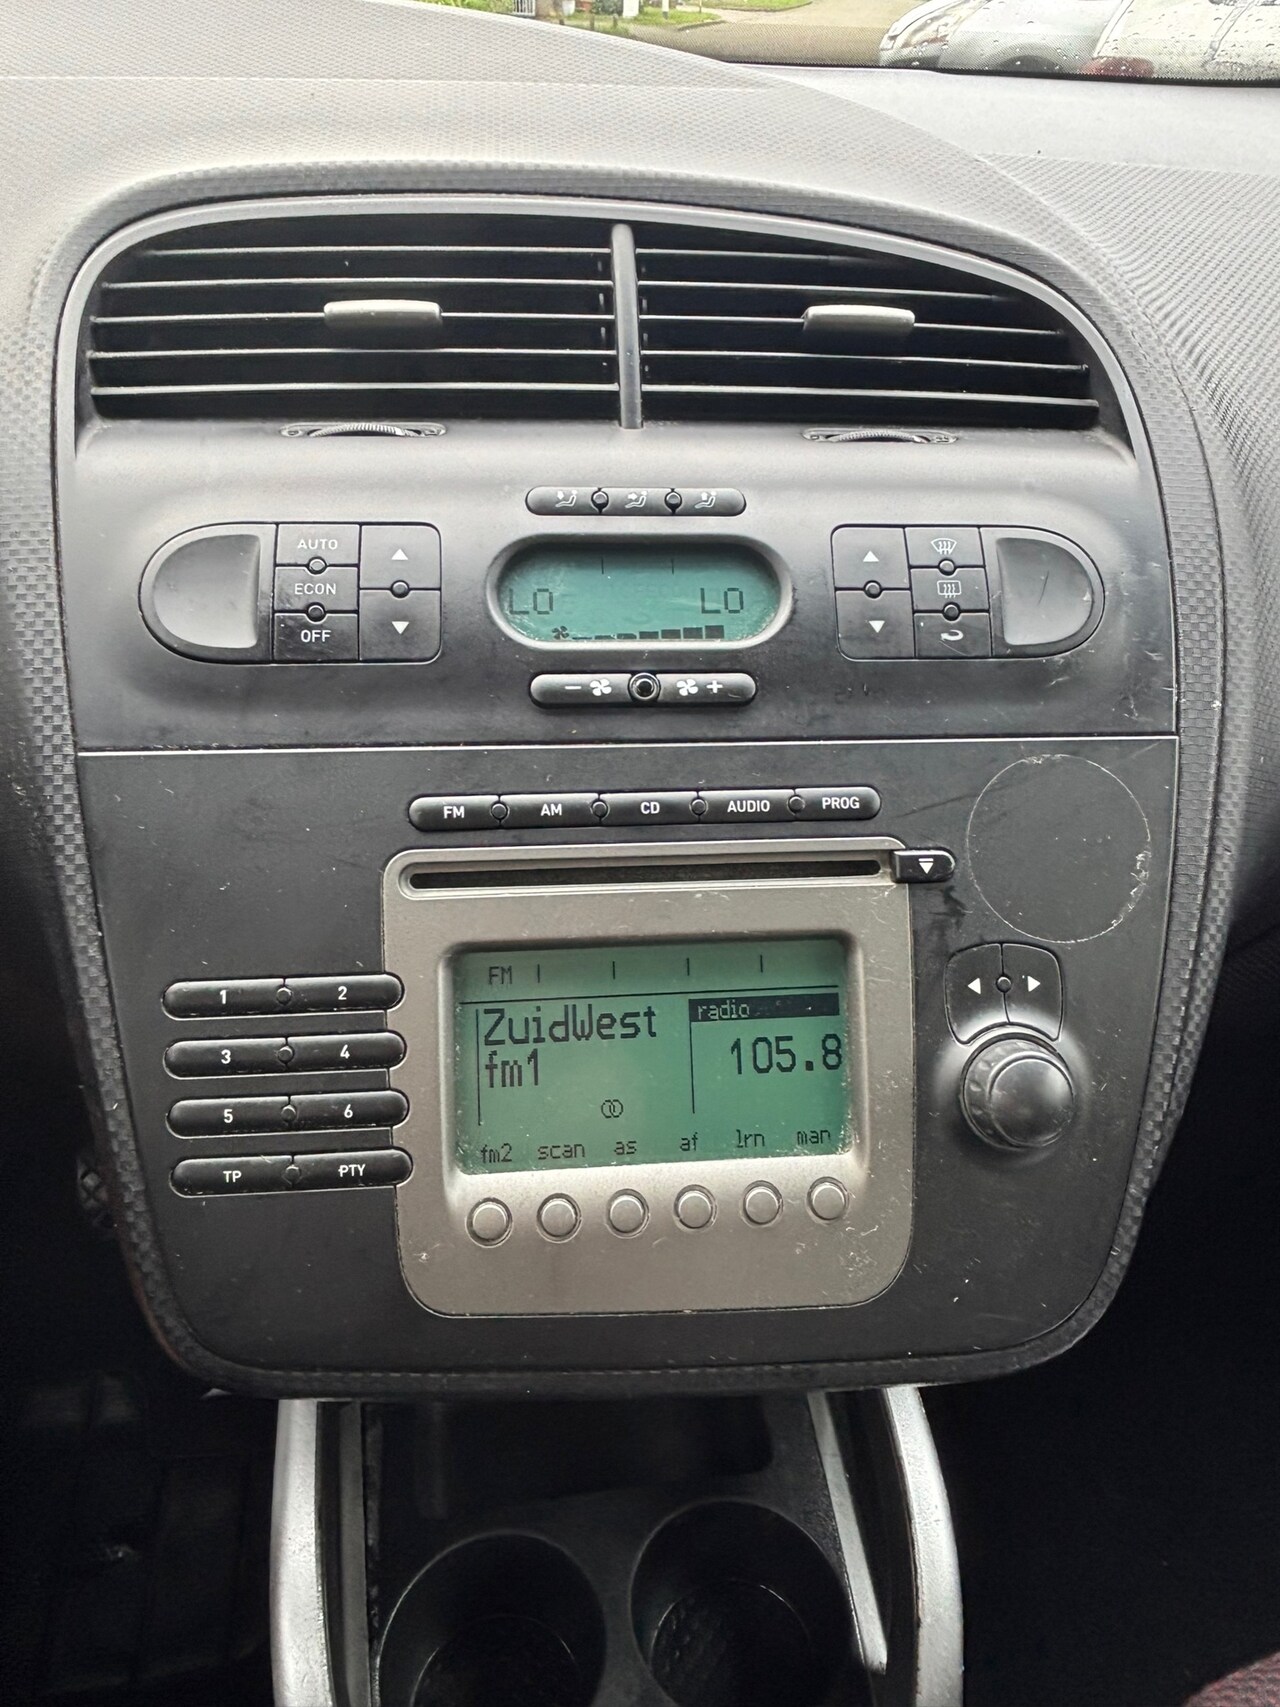 AUTO
ECON
OFF
LO LO
FM AM CD AUDIO PROG
1 2
3 4
5 6
TP PTY
FM
radio
ZuidWest
fm1
105.8
fm2 scan as af lrn man